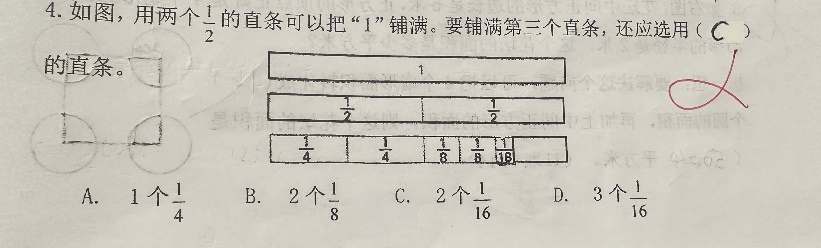 4. 如图，用两个1/2的直条可以把“1”铺满。要铺满第三个直条，还应选用（ C ）
的直条。
1
1/2 1/2
1/4 1/4 1/8 1/8 1/16
A. 1个1/4 B. 2个1/8 C. 2个1/16 D. 3个1/16